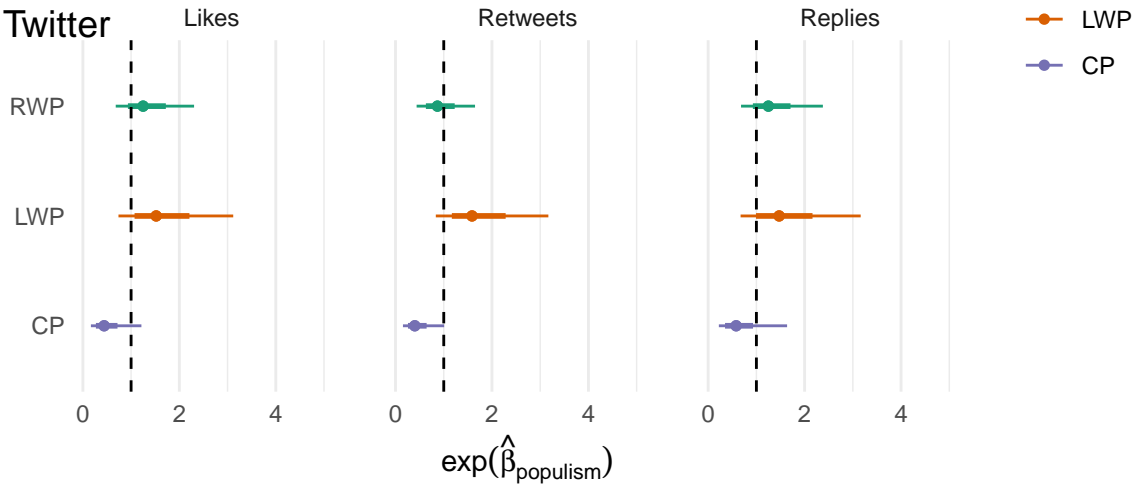 Twitter
Likes Retweets Replies
LWP
CP
RWP
LWP
CP
0 2 4 0 2 4 0 2 4
exp(β̂populism)